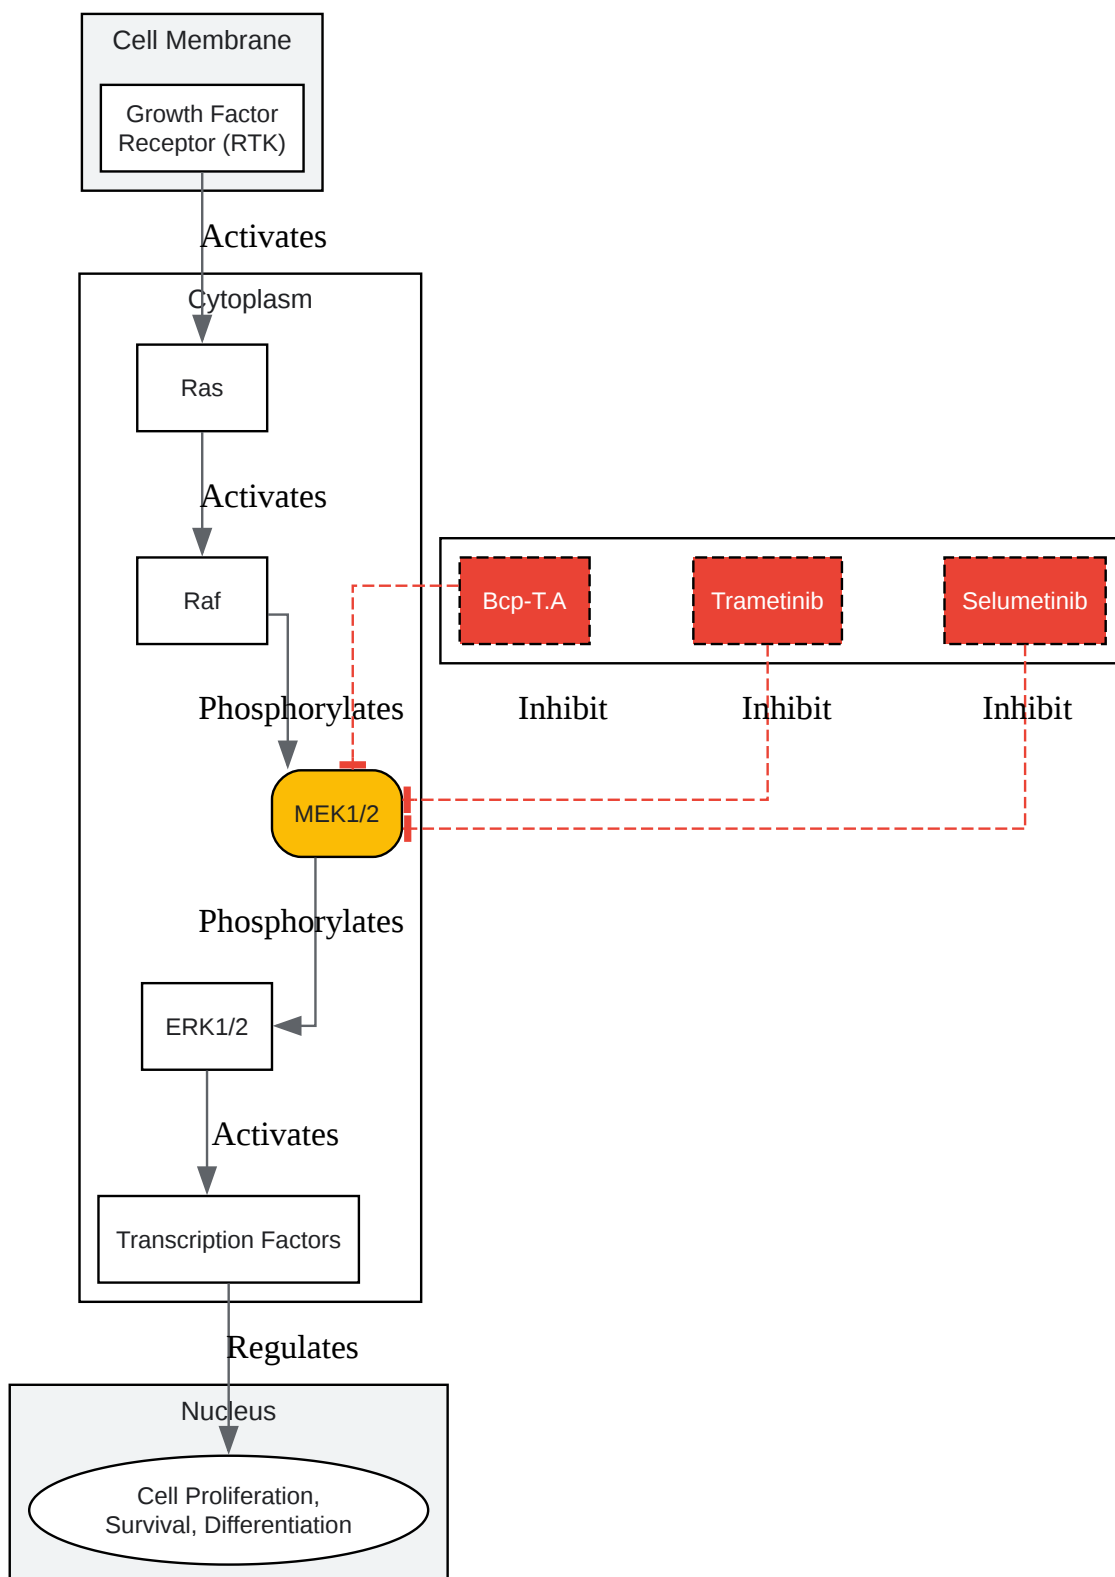 Cell Membrane
Growth Factor
Receptor (RTK)
Activates
Cytoplasm
Ras
Activates
Raf
Bcp-T.A
Trametinib
Selumetinib
Phosphorylates
Inhibit
Inhibit
Inhibit
MEK1/2
Phosphorylates
ERK1/2
Activates
Transcription Factors
Regulates
Nucleus
Cell Proliferation,
Survival, Differentiation